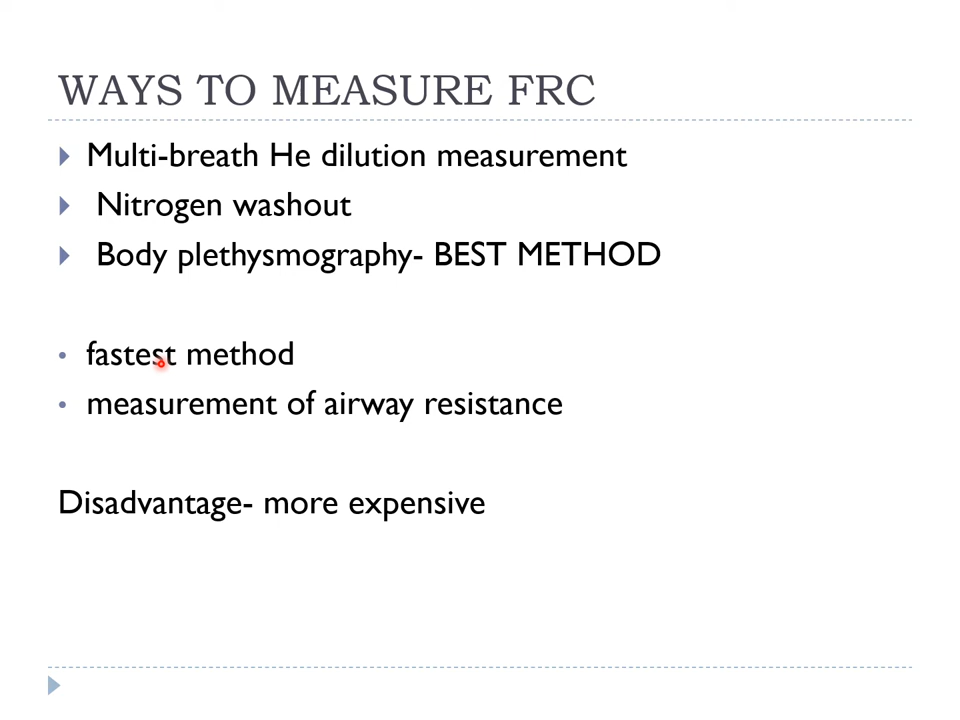 WAYS TO MEASURE FRC
Multi-breath He dilution measurement
Nitrogen washout
Body plethysmography- BEST METHOD
fastest method
measurement of airway resistance
Disadvantage- more expensive